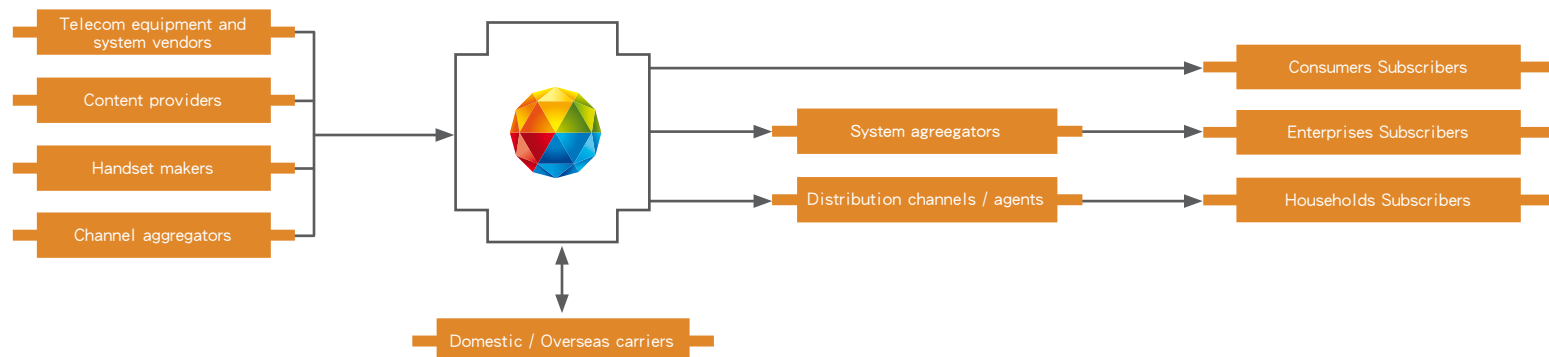 Telecom equipment and
system vendors
Content providers
Handset makers
Channel aggregators
Domestic / Overseas carriers
System agreegators
Distribution channels / agents
Consumers Subscribers
Enterprises Subscribers
Households Subscribers